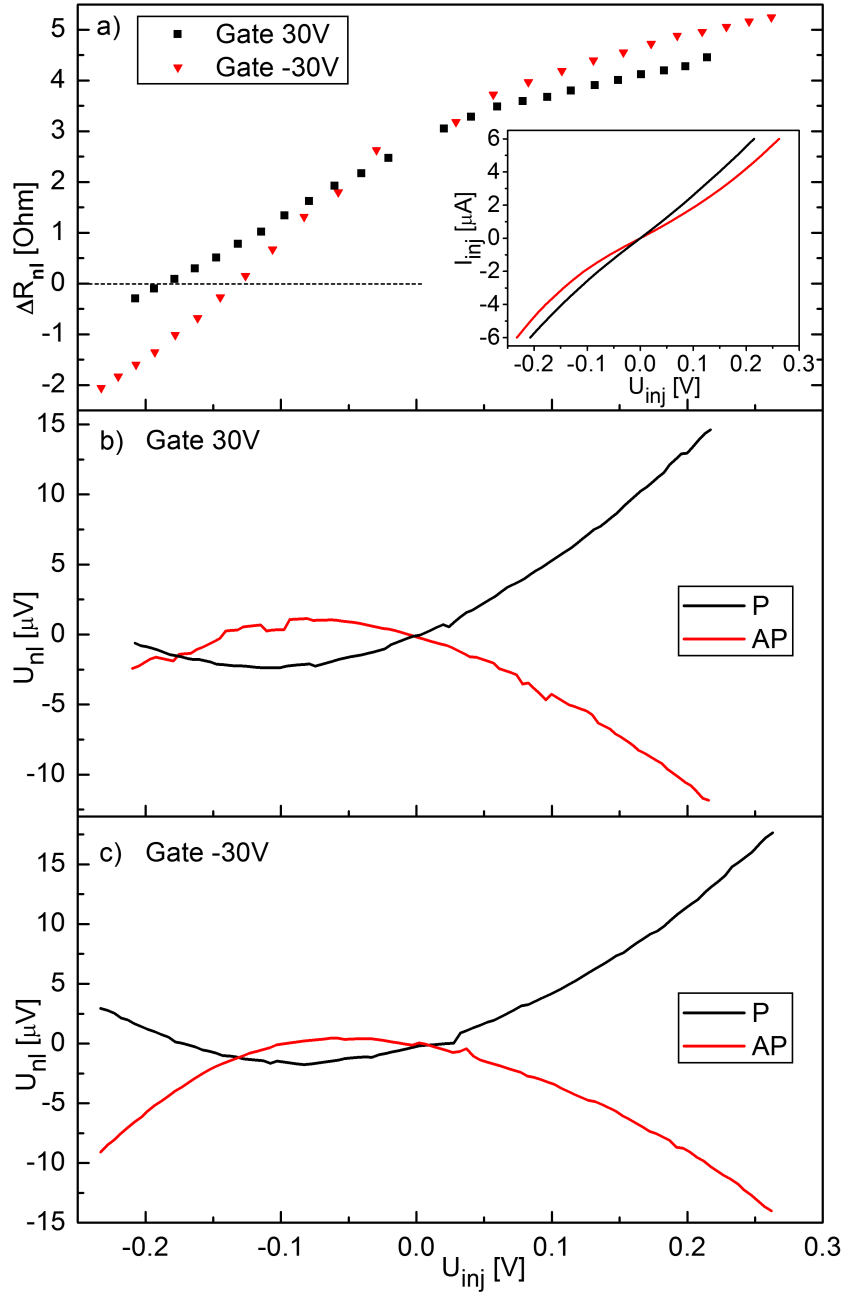 a)
Gate 30V
Gate -30V
ΔR_nl [Ohm]
5
4
3
2
1
0
-1
-2
I_inj [μA]
6
4
2
0
-2
-4
-6
-0.2 -0.1 0.0 0.1 0.2 0.3
U_inj [V]
b) Gate 30V
U_nl [μV]
15
10
5
0
-5
-10
P
AP
c) Gate -30V
U_nl [μV]
15
10
5
0
-5
-10
-15
P
AP
-0.2 -0.1 0.0 0.1 0.2 0.3
U_inj [V]